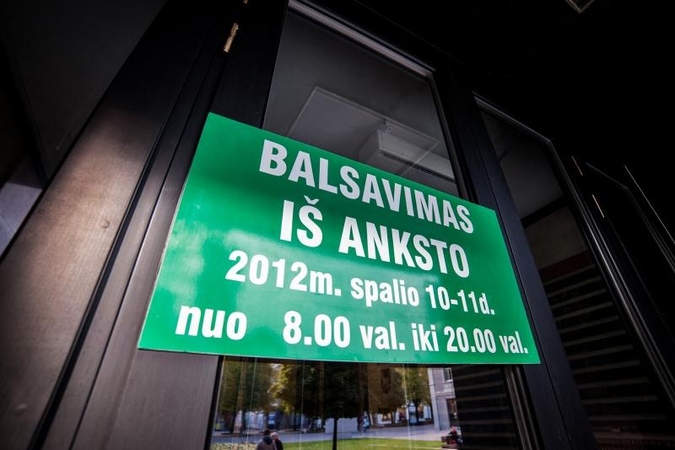 BALSAVIMAS
IŠ ANKSTO
2012m. spalio 10-11d.
nuo 8.00 val. iki 20.00 val.